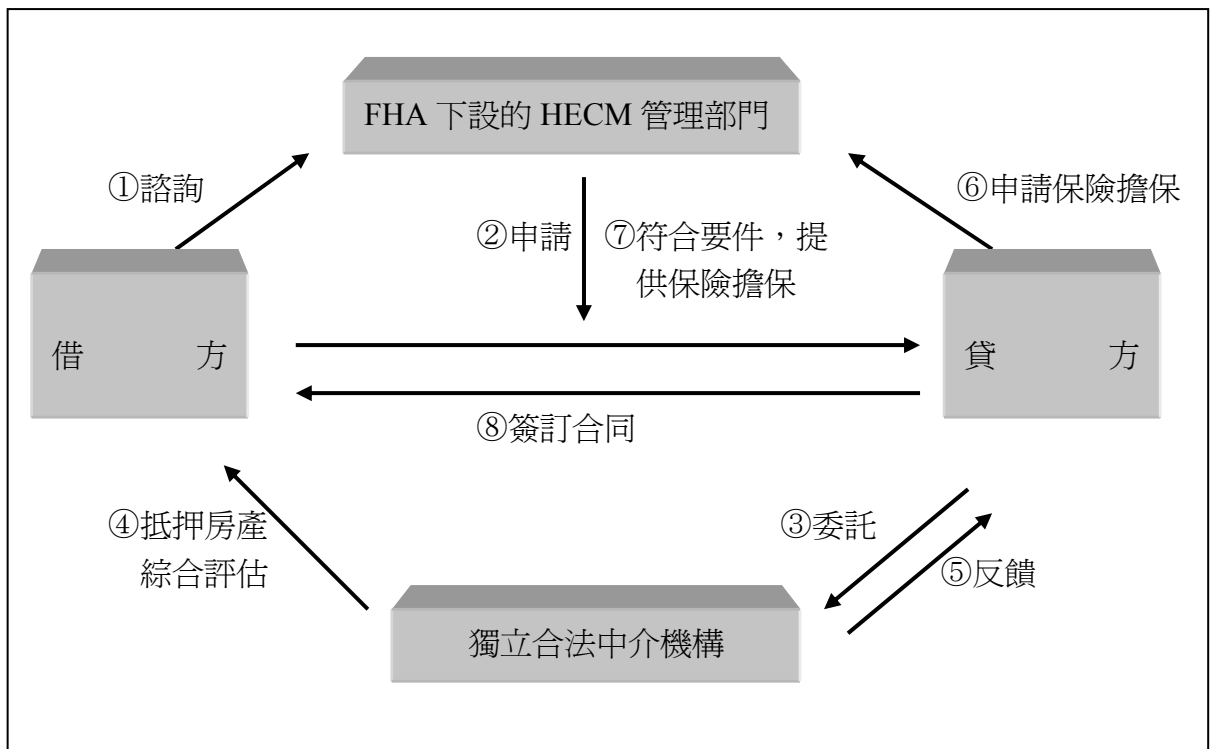 FHA 下設的 HECM 管理部門
①諮詢
⑥申請保險擔保
②申請
⑦符合要件，提
供保險擔保
借 方
貸 方
⑧簽訂合同
④抵押房產
綜合評估
③委託
⑤反饋
獨立合法中介機構